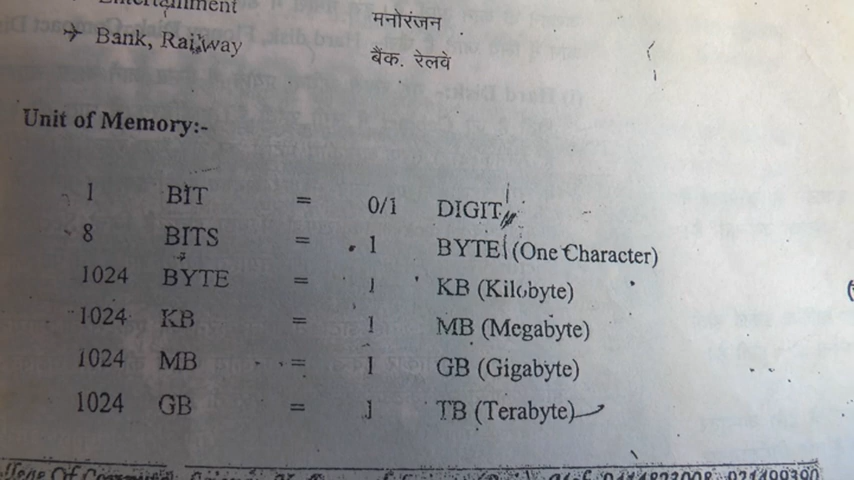 Entertainment मनोरंजन
Bank, Railway बैंक. रेलवे
Unit of Memory:-
1 BIT = 0/1 DIGIT
8 BITS = 1 BYTE (One Character)
1024 BYTE = 1 KB (Kilobyte)
1024 KB = 1 MB (Megabyte)
1024 MB = 1 GB (Gigabyte)
1024 GB = 1 TB (Terabyte)